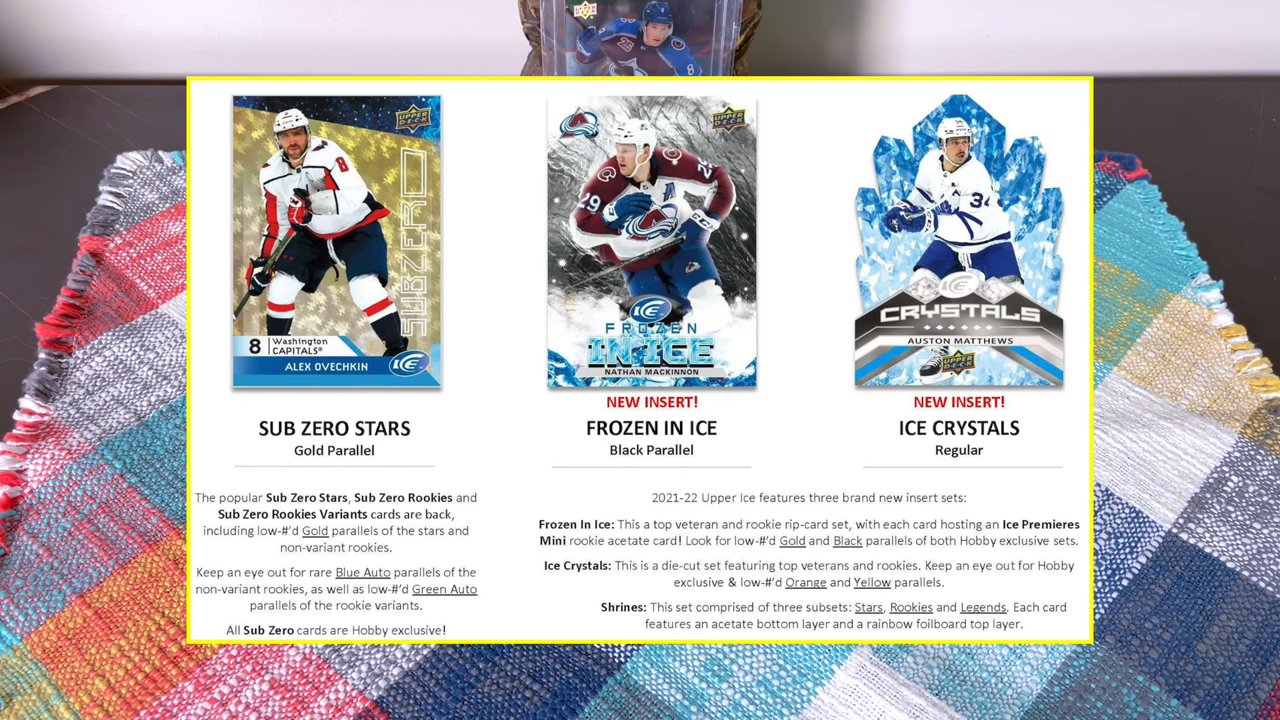 UPPER DECK
8
8
UPPER DECK
SUBZERO
8 Washington CAPITALS®
ALEX OVECHKIN
ICE
UPPER DECK
A
29
ICE
FROZEN
IN ICE
NATHAN MACKINNON
34
ICE
CRYSTALS
AUSTON MATTHEWS
UPPER DECK
NEW INSERT!
NEW INSERT!
SUB ZERO STARS
FROZEN IN ICE
ICE CRYSTALS
Gold Parallel
Black Parallel
Regular
The popular Sub Zero Stars, Sub Zero Rookies and
Sub Zero Rookies Variants cards are back,
including low-#'d Gold parallels of the stars and
non-variant rookies.
Keep an eye out for rare Blue Auto parallels of the
non-variant rookies, as well as low-#'d Green Auto
parallels of the rookie variants.
All Sub Zero cards are Hobby exclusive!
2021-22 Upper Ice features three brand new insert sets:
Frozen In Ice: This a top veteran and rookie rip-card set, with each card hosting an Ice Premieres
Mini rookie acetate card! Look for low-#'d Gold and Black parallels of both Hobby exclusive sets.
Ice Crystals: This is a die-cut set featuring top veterans and rookies. Keep an eye out for Hobby
exclusive & low-#'d Orange and Yellow parallels.
Shrines: This set comprised of three subsets: Stars, Rookies and Legends. Each card
features an acetate bottom layer and a rainbow foilboard top layer.